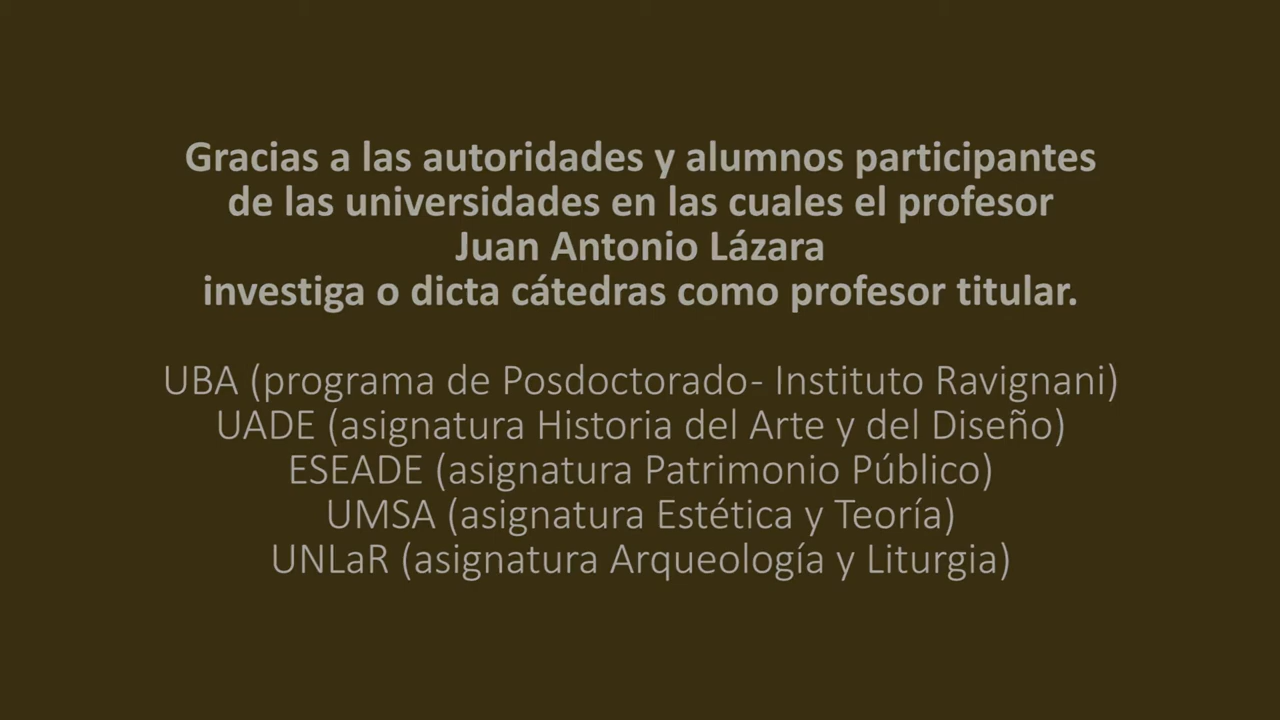 Gracias a las autoridades y alumnos participantes
de las universidades en las cuales el profesor
Juan Antonio Lázara
investiga o dicta cátedras como profesor titular.
UBA (programa de Posdoctorado- Instituto Ravignani)
UADE (asignatura Historia del Arte y del Diseño)
ESEADE (asignatura Patrimonio Público)
UMSA (asignatura Estética y Teoría)
UNLaR (asignatura Arqueología y Liturgia)